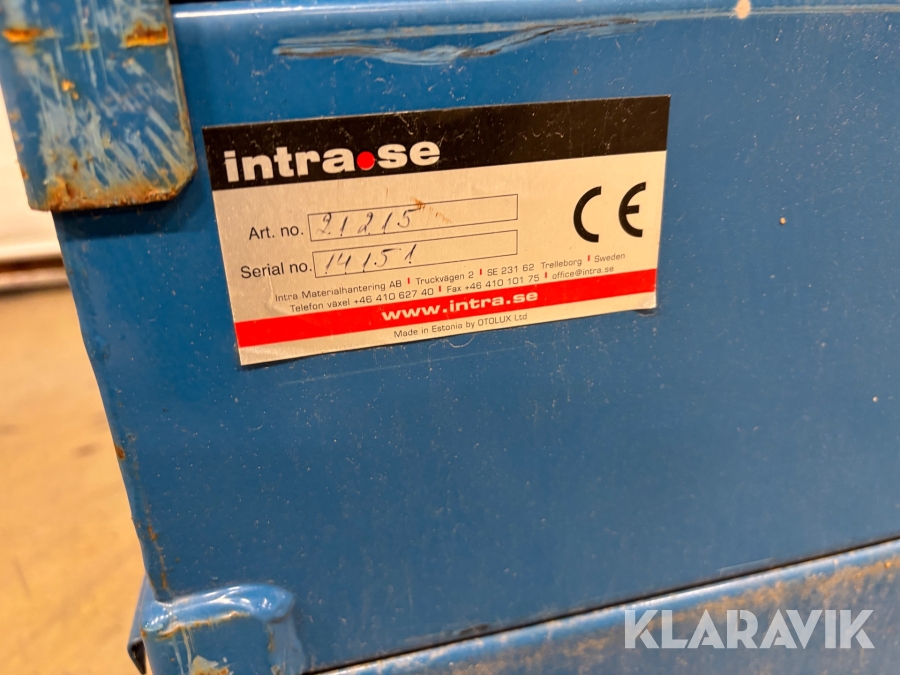 intra.se
Art. no. 21215
Serial no. 14151
Intra Materialhantering AB | Truckvägen 2 | SE 231 62 Trelleborg | Sweden
Telefon växel +46 410 627 40 | Fax +46 410 101 75 | office@intra.se
www.intra.se
Made in Estonia by OTOLUX Ltd
CE
KLARAVIK